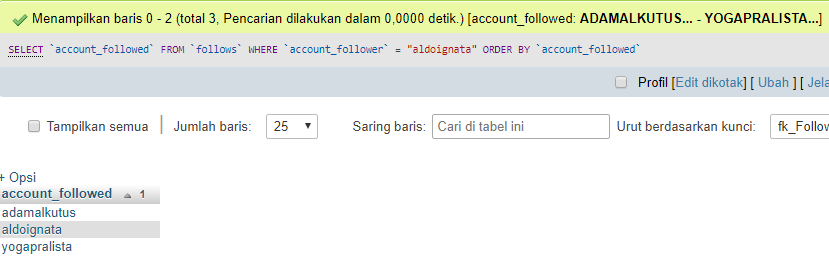 Menampilkan baris 0 - 2 (total 3, Pencarian dilakukan dalam 0,0000 detik.) [account_followed: ADAMALKUTUS... - YOGAPRALISTA...]
SELECT `account_followed` FROM `follows` WHERE `account_follower` = "aldoignata" ORDER BY `account_followed`
Profil [Edit dikotak] [ Ubah ] [ Jela
Tampilkan semua | Jumlah baris: 25 Saring baris: Cari di tabel ini Urut berdasarkan kunci: fk_Follow
+ Opsi
account_followed 1
adamalkutus
aldoignata
yogapralista